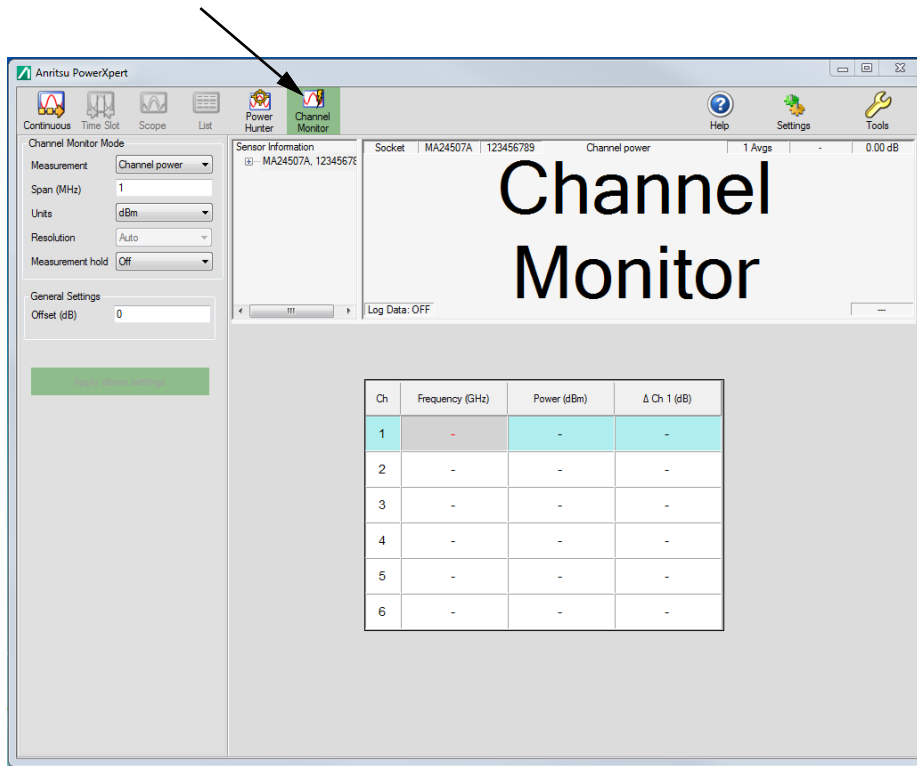 Anritsu PowerXpert
Continuous Time Slot Scope List Power Hunter Channel Monitor Help Settings Tools
Channel Monitor Mode
Measurement Channel power
Span (MHz) 1
Units dBm
Resolution Auto
Measurement hold Off
General Settings
Offset (dB) 0
Apply above settings
Sensor Information
MA24507A, 12345678
Socket MA24507A 123456789 Channel power 1 Avgs - 0.00 dB
Channel
Monitor
Log Data: OFF ---
Ch Frequency (GHz) Power (dBm) Δ Ch 1 (dB)
1 - - -
2 - - -
3 - - -
4 - - -
5 - - -
6 - - -